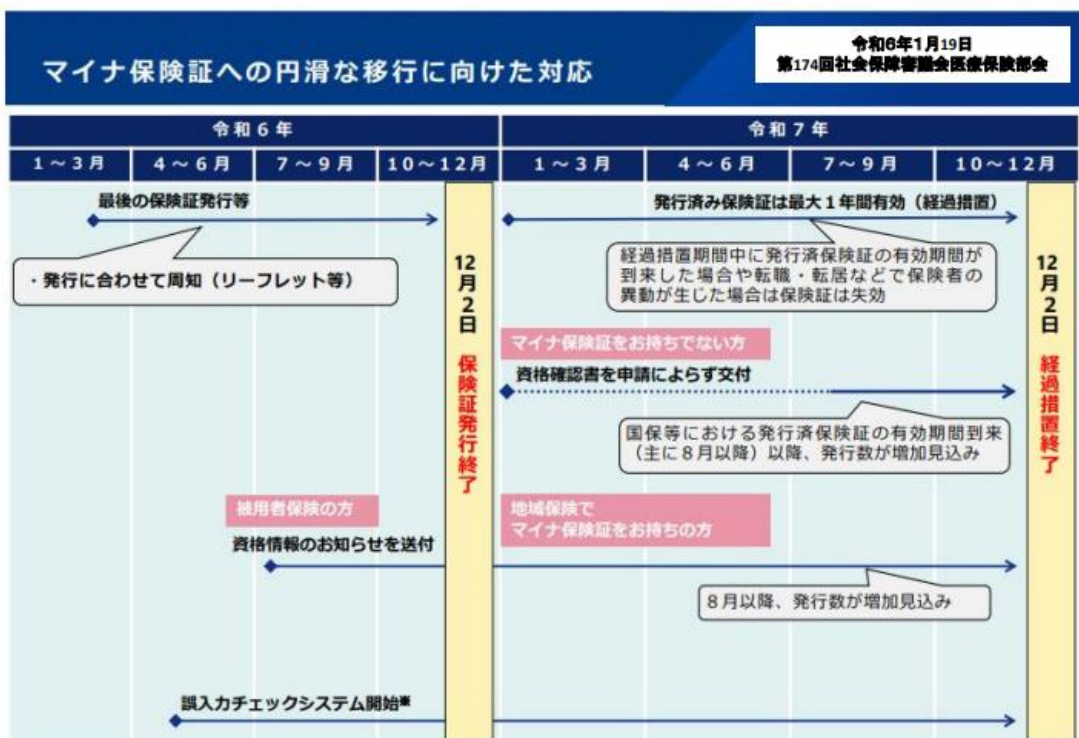 マイナ保険証への円滑な移行に向けた対応
令和6年1月19日
第174回社会保障審議会医療保険部会
令和6年
令和7年
1～3月
4～6月
7～9月
10～12月
1～3月
4～6月
7～9月
10～12月
最後の保険証発行等
・発行に合わせて周知（リーフレット等）
12月2日 保険証発行終了
発行済み保険証は最大１年間有効（経過措置）
経過措置期間中に発行済保険証の有効期間が
到来した場合や転職・転居などで保険者の
異動が生じた場合は保険証は失効
12月2日 経過措置終了
マイナ保険証をお持ちでない方
資格確認書を申請によらず交付
国保等における発行済保険証の有効期間到来
（主に８月以降）以降、発行数が増加見込み
被用者保険の方
地域保険で
マイナ保険証をお持ちの方
資格情報のお知らせを送付
８月以降、発行数が増加見込み
誤入力チェックシステム開始※